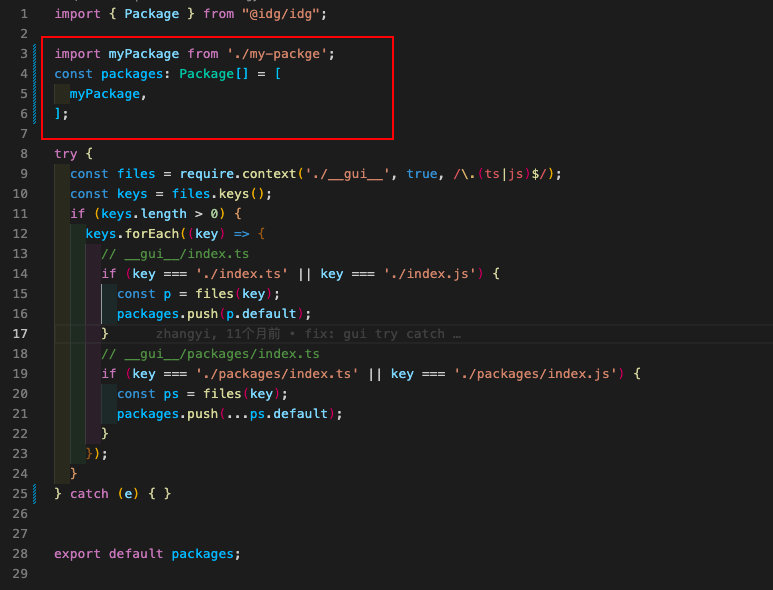 1 import { Package } from "@idg/idg";
2
3 import myPackage from './my-packge';
4 const packages: Package[] = [
5   myPackage,
6 ];
7
8 try {
9   const files = require.context('./__gui__', true, /\.(ts|js)$/);
10   const keys = files.keys();
11   if (keys.length > 0) {
12     keys.forEach((key) => {
13       // __gui__/index.ts
14       if (key === './index.ts' || key === './index.js') {
15         const p = files(key);
16         packages.push(p.default);
17       }      zhangyi, 11个月前 • fix: gui try catch …
18       // __gui__/packages/index.ts
19       if (key === './packages/index.ts' || key === './packages/index.js') {
20         const ps = files(key);
21         packages.push(...ps.default);
22       }
23     });
24   }
25 } catch (e) { }
26
27
28 export default packages;
29